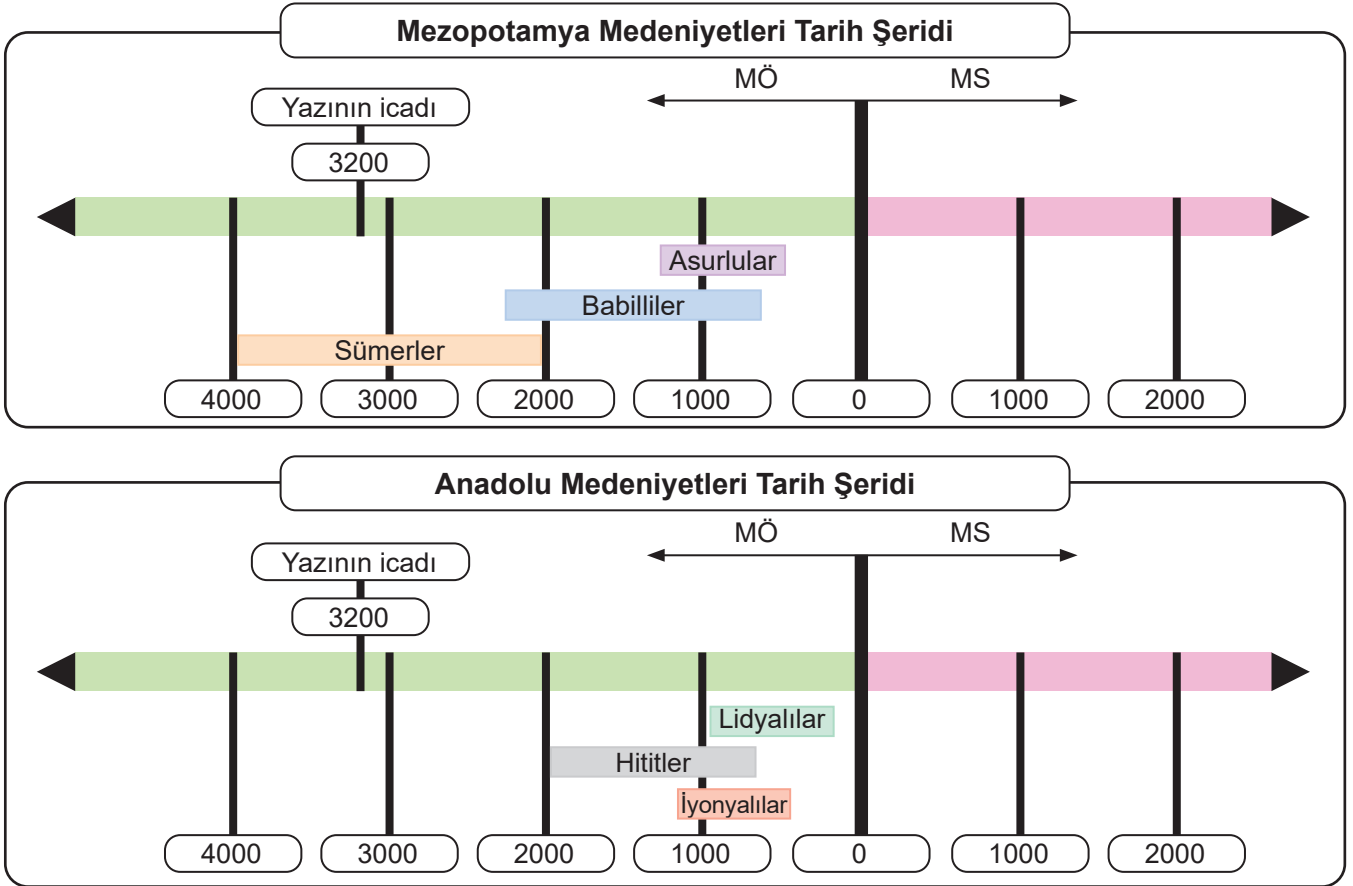 Mezopotamya Medeniyetleri Tarih Şeridi
MÖ MS
Yazının icadı
3200
Asurlular
Babilliler
Sümerler
4000 3000 2000 1000 0 1000 2000
Anadolu Medeniyetleri Tarih Şeridi
MÖ MS
Yazının icadı
3200
Lidyalılar
Hititler
İyonyalılar
4000 3000 2000 1000 0 1000 2000